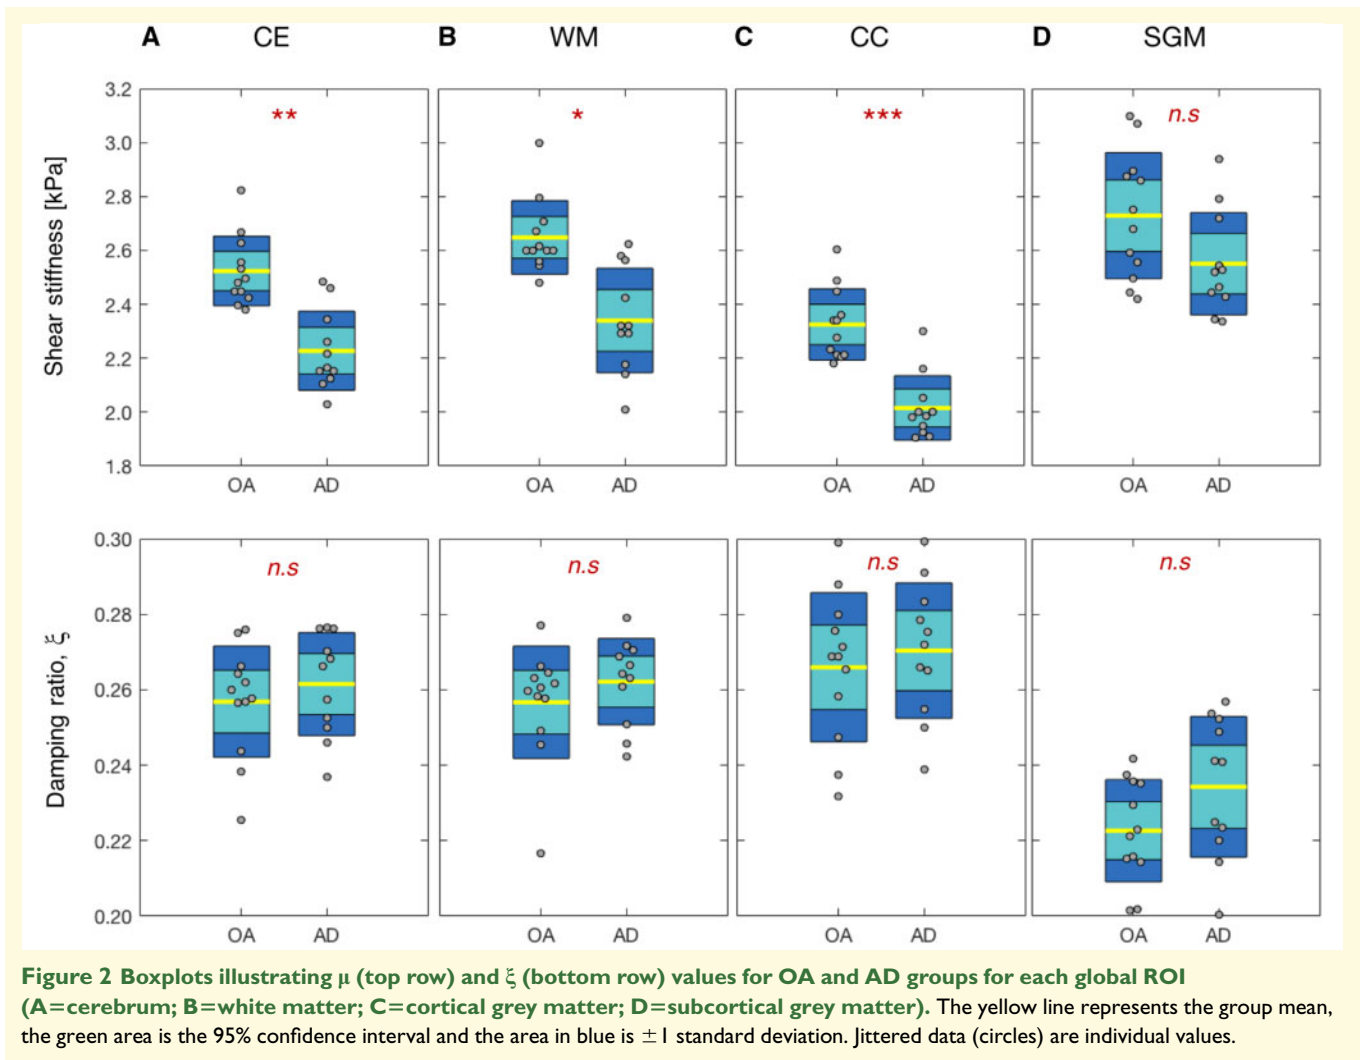 A CE B WM C CC D SGM
Shear stiffness [kPa]
3.2
3.0
2.8
2.6
2.4
2.2
2.0
1.8
** * *** n.s
OA AD OA AD OA AD OA AD
Damping ratio, ξ
0.30
0.28
0.26
0.24
0.22
0.20
n.s n.s n.s n.s
OA AD OA AD OA AD OA AD
Figure 2 Boxplots illustrating μ (top row) and ξ (bottom row) values for OA and AD groups for each global ROI
(A=cerebrum; B=white matter; C=cortical grey matter; D=subcortical grey matter). The yellow line represents the group mean,
the green area is the 95% confidence interval and the area in blue is ±1 standard deviation. Jittered data (circles) are individual values.